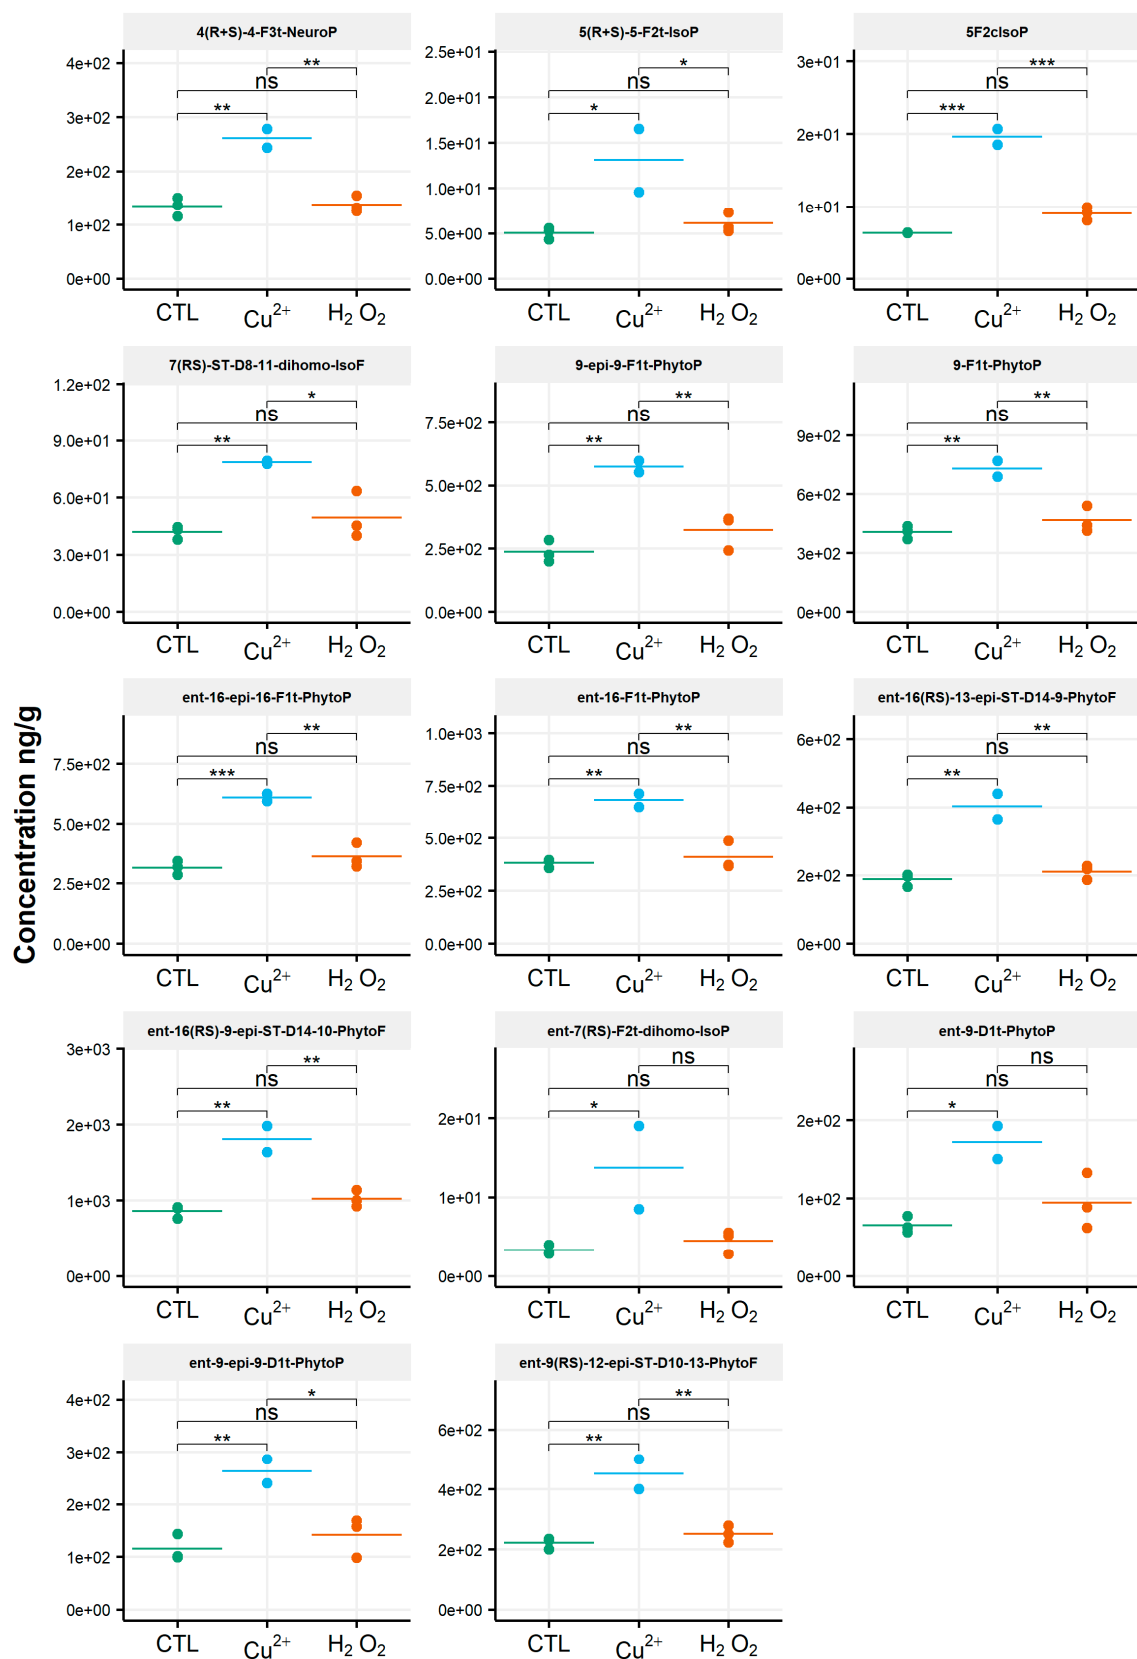 4(R+S)-4-F3t-NeuroP
4e+02
3e+02
2e+02
1e+02
0e+00
**
ns
**
CTL Cu²⁺ H₂ O₂
5(R+S)-5-F2t-IsoP
2.5e+01
2.0e+01
1.5e+01
1.0e+01
5.0e+00
0.0e+00
*
ns
*
CTL Cu²⁺ H₂ O₂
5F2cIsoP
3e+01
2e+01
1e+01
0e+00
***
ns
***
CTL Cu²⁺ H₂ O₂
7(RS)-ST-D8-11-dihomo-IsoF
1.2e+02
9.0e+01
6.0e+01
3.0e+01
0.0e+00
*
ns
**
CTL Cu²⁺ H₂ O₂
9-epi-9-F1t-PhytoP
7.5e+02
5.0e+02
2.5e+02
0.0e+00
**
ns
**
CTL Cu²⁺ H₂ O₂
9-F1t-PhytoP
9e+02
6e+02
3e+02
0e+00
**
ns
**
CTL Cu²⁺ H₂ O₂
Concentration ng/g
ent-16-epi-16-F1t-PhytoP
7.5e+02
5.0e+02
2.5e+02
0.0e+00
**
ns
***
CTL Cu²⁺ H₂ O₂
ent-16-F1t-PhytoP
1.0e+03
7.5e+02
5.0e+02
2.5e+02
0.0e+00
**
ns
**
CTL Cu²⁺ H₂ O₂
ent-16(RS)-13-epi-ST-D14-9-PhytoF
6e+02
4e+02
2e+02
0e+00
**
ns
**
CTL Cu²⁺ H₂ O₂
ent-16(RS)-9-epi-ST-D14-10-PhytoF
3e+03
2e+03
1e+03
0e+00
**
ns
**
CTL Cu²⁺ H₂ O₂
ent-7(RS)-F2t-dihomo-IsoP
2e+01
1e+01
0e+00
ns
ns
*
CTL Cu²⁺ H₂ O₂
ent-9-D1t-PhytoP
2e+02
1e+02
0e+00
ns
ns
*
CTL Cu²⁺ H₂ O₂
ent-9-epi-9-D1t-PhytoP
4e+02
3e+02
2e+02
1e+02
0e+00
*
ns
**
CTL Cu²⁺ H₂ O₂
ent-9(RS)-12-epi-ST-D10-13-PhytoF
6e+02
4e+02
2e+02
0e+00
**
ns
**
CTL Cu²⁺ H₂ O₂